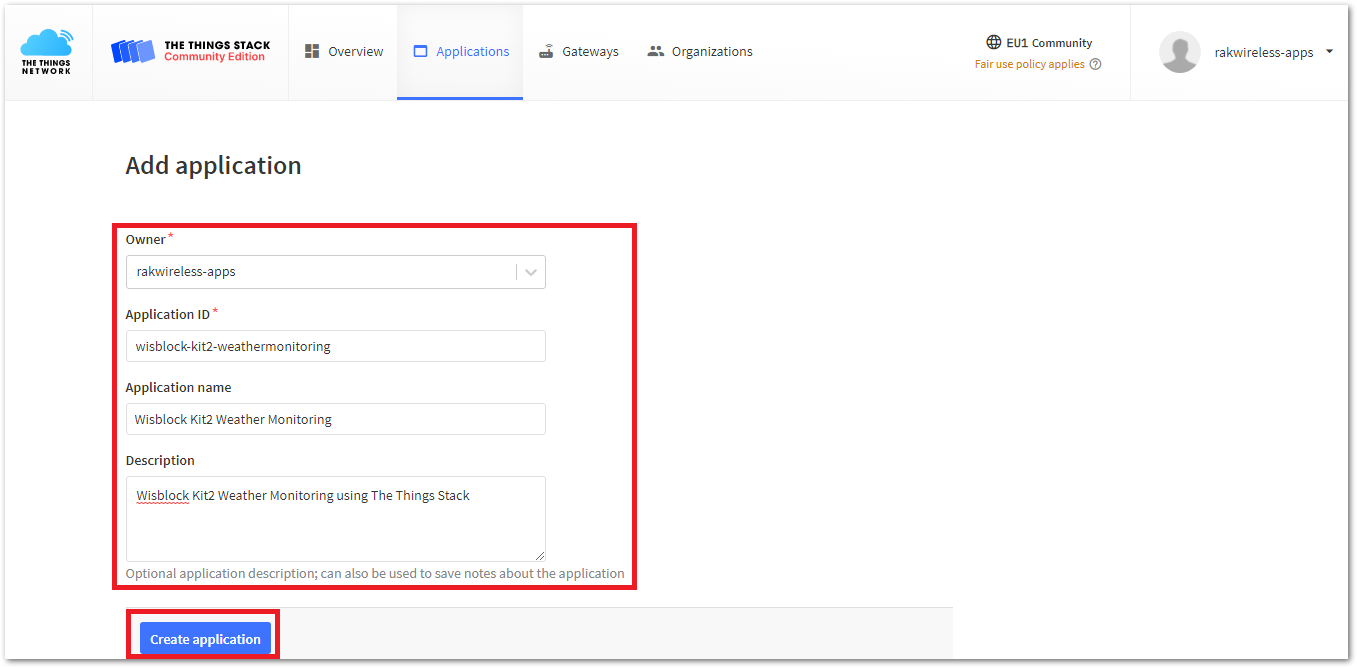 THE THINGS
NETWORK
THE THINGS STACK
Community Edition
Overview
Applications
Gateways
Organizations
EU1 Community
Fair use policy applies ?
rakwireless-apps
Add application
Owner*
rakwireless-apps
Application ID*
wisblock-kit2-weathermonitoring
Application name
Wisblock Kit2 Weather Monitoring
Description
Wisblock Kit2 Weather Monitoring using The Things Stack
Optional application description; can also be used to save notes about the application
Create application